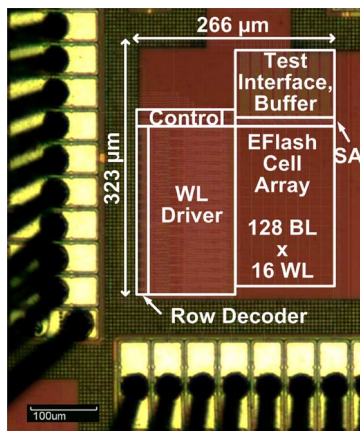 266 μm
323 μm
Test
Interface,
Buffer
Control
SA
WL
Driver
EFlash
Cell
Array
128 BL
x
16 WL
Row Decoder
100um